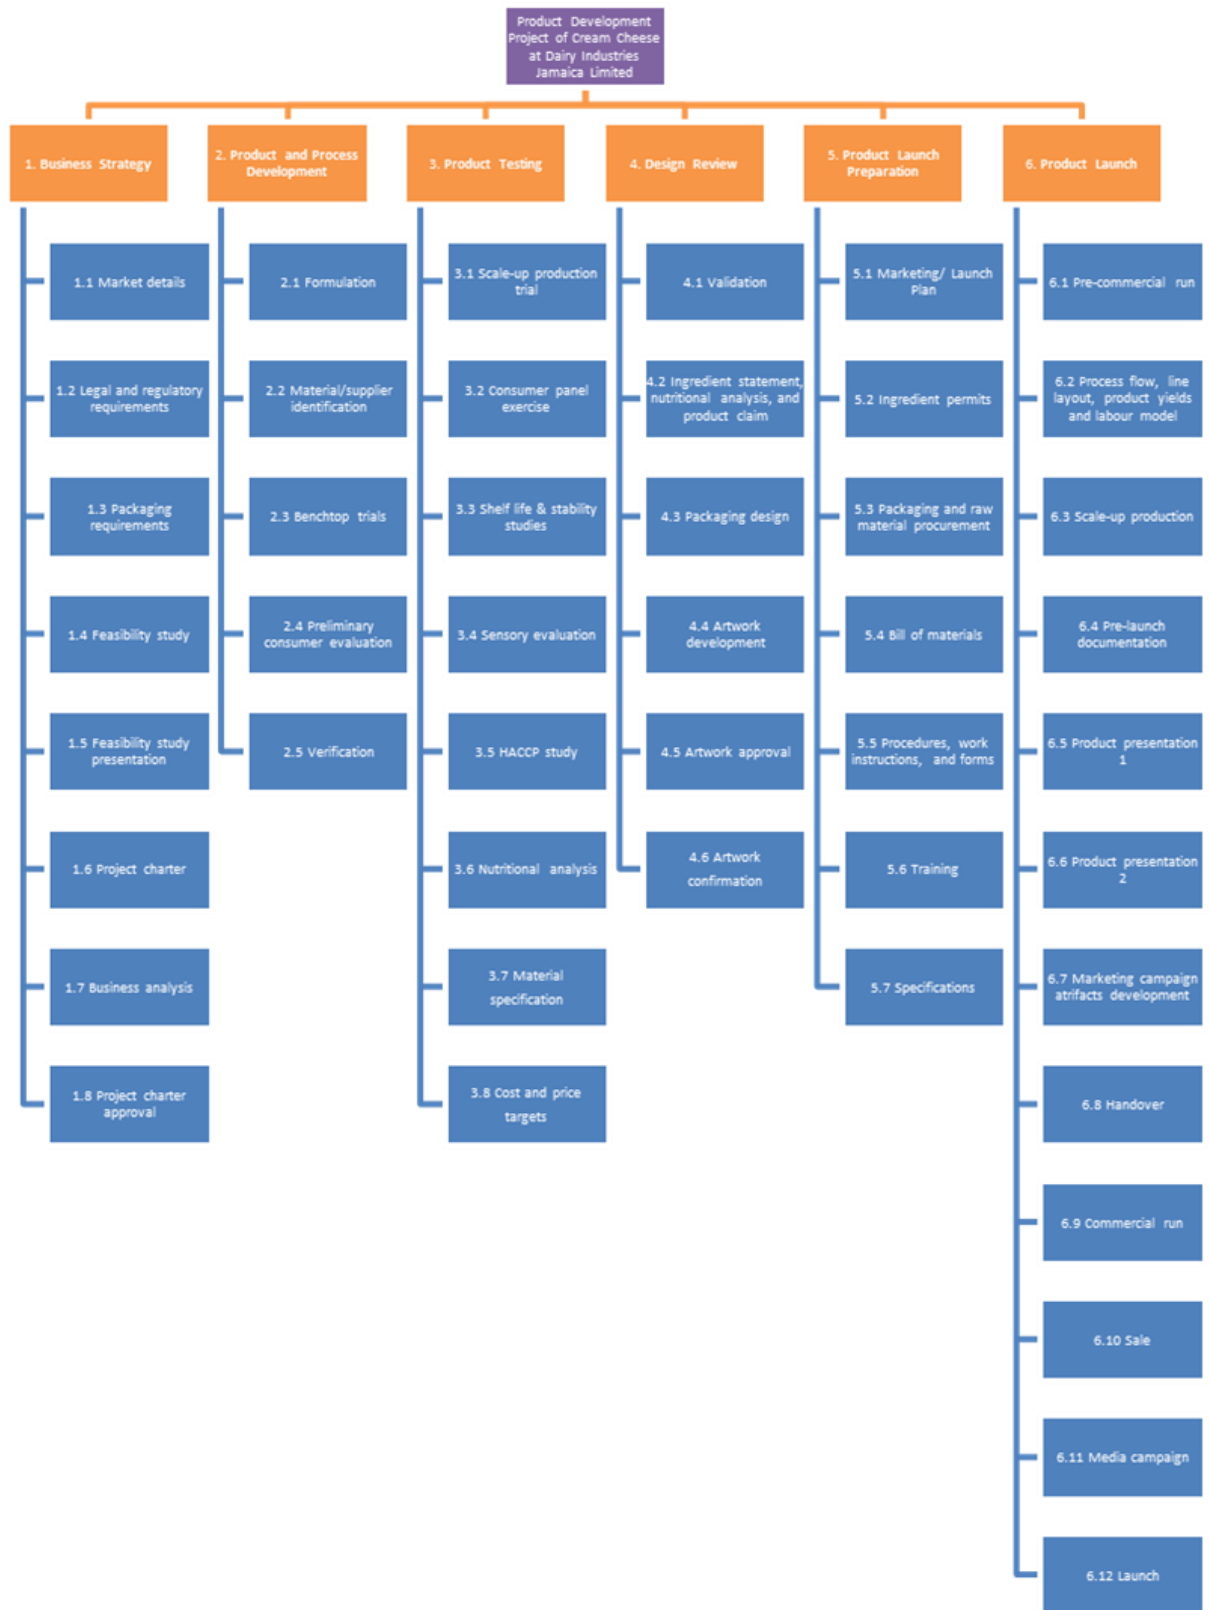 Product Development
Project of Cream Cheese
at Dairy Industries
Jamaica Limited
1. Business Strategy
2. Product and Process
Development
3. Product Testing
4. Design Review
5. Product Launch
Preparation
6. Product Launch
1.1 Market details
1.2 Legal and regulatory
requirements
1.3 Packaging
requirements
1.4 Feasibility study
1.5 Feasibility study
presentation
1.6 Project charter
1.7 Business analysis
1.8 Project charter
approval
2.1 Formulation
2.2 Material/supplier
identification
2.3 Benchtop trials
2.4 Preliminary
consumer evaluation
2.5 Verification
3.1 Scale-up production
trial
3.2 Consumer panel
exercise
3.3 Shelf life & stability
studies
3.4 Sensory evaluation
3.5 HACCP study
3.6 Nutritional analysis
3.7 Material
specification
3.8 Cost and price
targets
4.1 Validation
4.2 Ingredient statement,
nutritional analysis, and
product claim
4.3 Packaging design
4.4 Artwork
development
4.5 Artwork approval
4.6 Artwork
confirmation
5.1 Marketing/ Launch
Plan
5.2 Ingredient permits
5.3 Packaging and raw
material procurement
5.4 Bill of materials
5.5 Procedures, work
instructions, and forms
5.6 Training
5.7 Specifications
6.1 Pre-commercial run
6.2 Process flow, line
layout, product yields
and labour model
6.3 Scale-up production
6.4 Pre-launch
documentation
6.5 Product presentation
1
6.6 Product presentation
2
6.7 Marketing campaign
atrifacts development
6.8 Handover
6.9 Commercial run
6.10 Sale
6.11 Media campaign
6.12 Launch